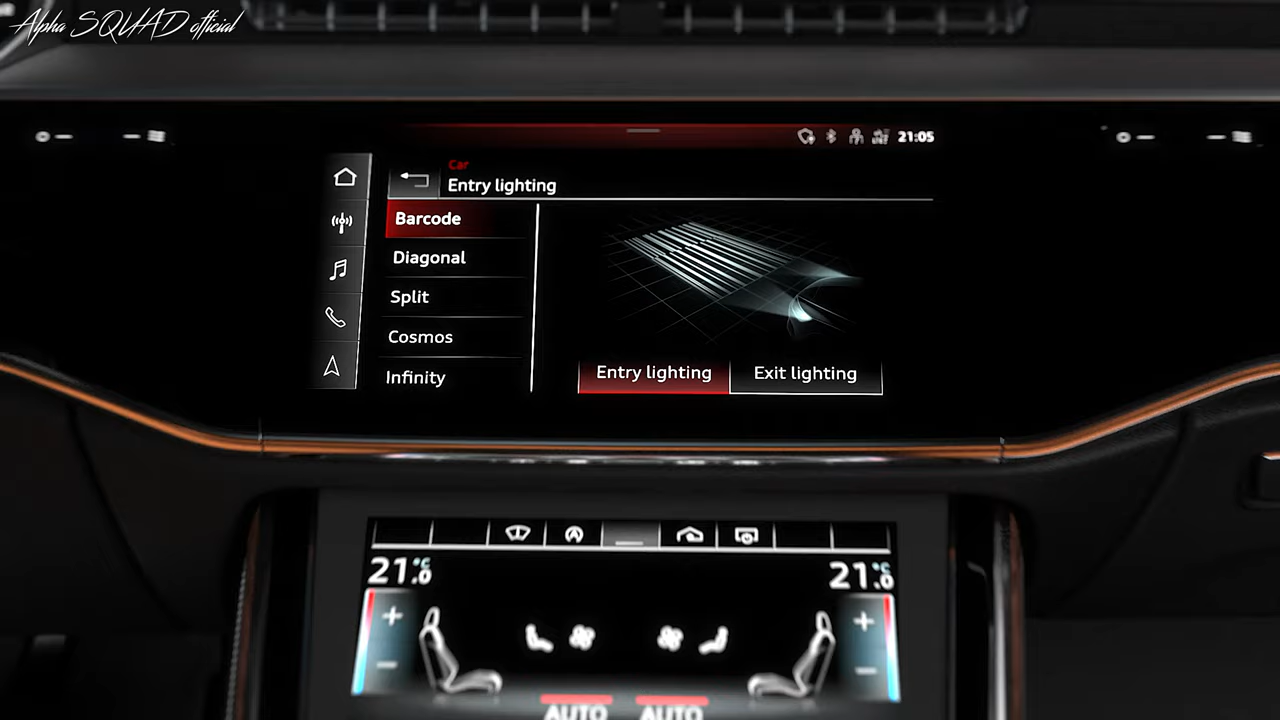 Alpha SQUAD official
21:05
Car
Entry lighting
Barcode
Diagonal
Split
Cosmos
Infinity
Entry lighting
Exit lighting
21.0 °C
21.0 °C
AUTO
AUTO